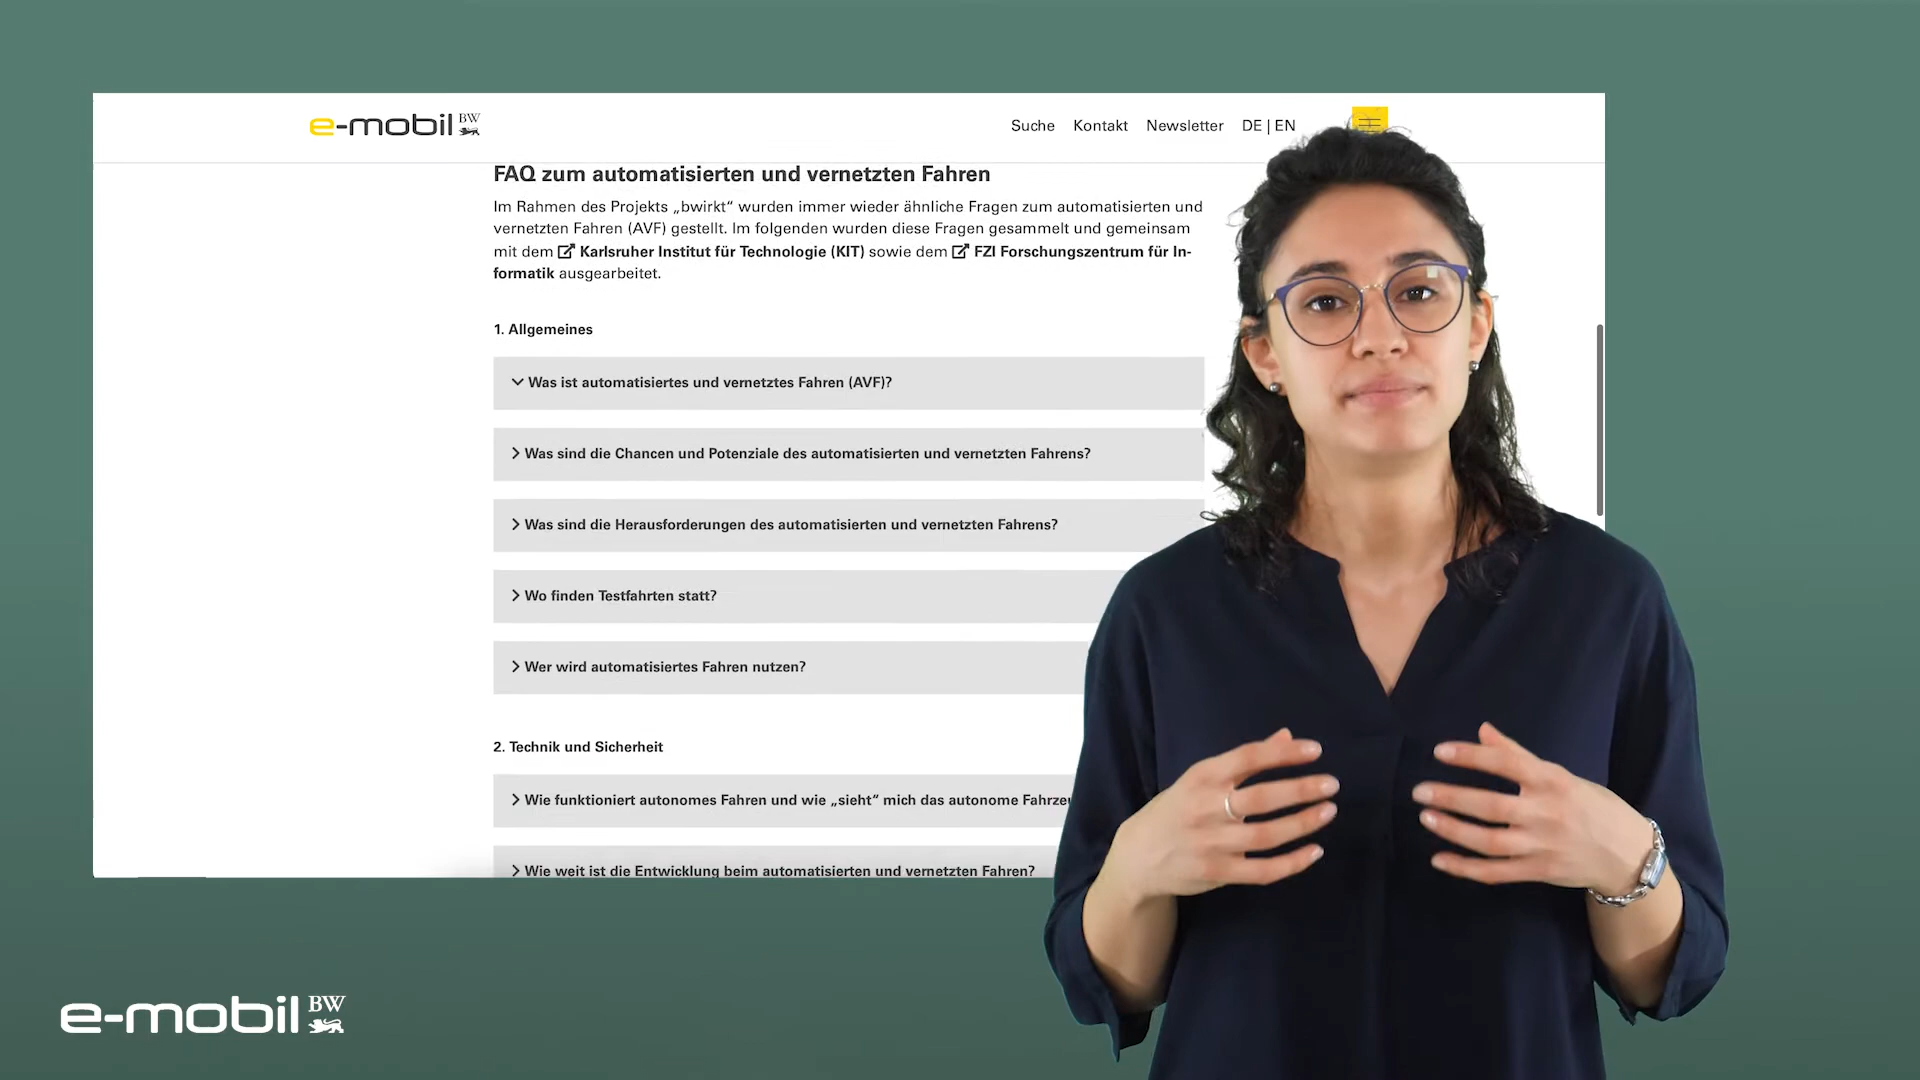 e-mobil BW
Suche Kontakt Newsletter DE | EN
FAQ zum automatisierten und vernetzten Fahren
Im Rahmen des Projekts „bwirkt“ wurden immer wieder ähnliche Fragen zum automatisierten und
vernetzten Fahren (AVF) gestellt. Im folgenden wurden diese Fragen gesammelt und gemeinsam
mit dem Karlsruher Institut für Technologie (KIT) sowie dem FZI Forschungszentrum für In-
formatik ausgearbeitet.
1. Allgemeines
Was ist automatisiertes und vernetztes Fahren (AVF)?
Was sind die Chancen und Potenziale des automatisierten und vernetzten Fahrens?
Was sind die Herausforderungen des automatisierten und vernetzten Fahrens?
Wo finden Testfahrten statt?
Wer wird automatisiertes Fahren nutzen?
2. Technik und Sicherheit
Wie funktioniert autonomes Fahren und wie „sieht“ mich das autonome
Wie weit ist die Entwicklung beim automatisierten und vernetzten Fahren?
e-mobil BW